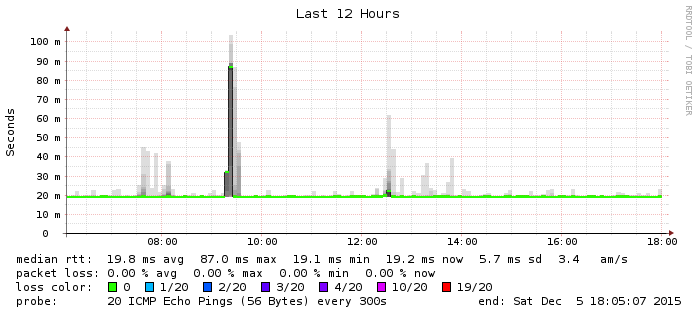 Last 12 Hours
RRDTOOL / TOBI OETIKER
Seconds
100 m
90 m
80 m
70 m
60 m
50 m
40 m
30 m
20 m
10 m
0
08:00 10:00 12:00 14:00 16:00 18:00
median rtt: 19.8 ms avg 87.0 ms max 19.1 ms min 19.2 ms now 5.7 ms sd 3.4 am/s
packet loss: 0.00 % avg 0.00 % max 0.00 % min 0.00 % now
loss color: 0 1/20 2/20 3/20 4/20 10/20 19/20
probe: 20 ICMP Echo Pings (56 Bytes) every 300s end: Sat Dec 5 18:05:07 2015